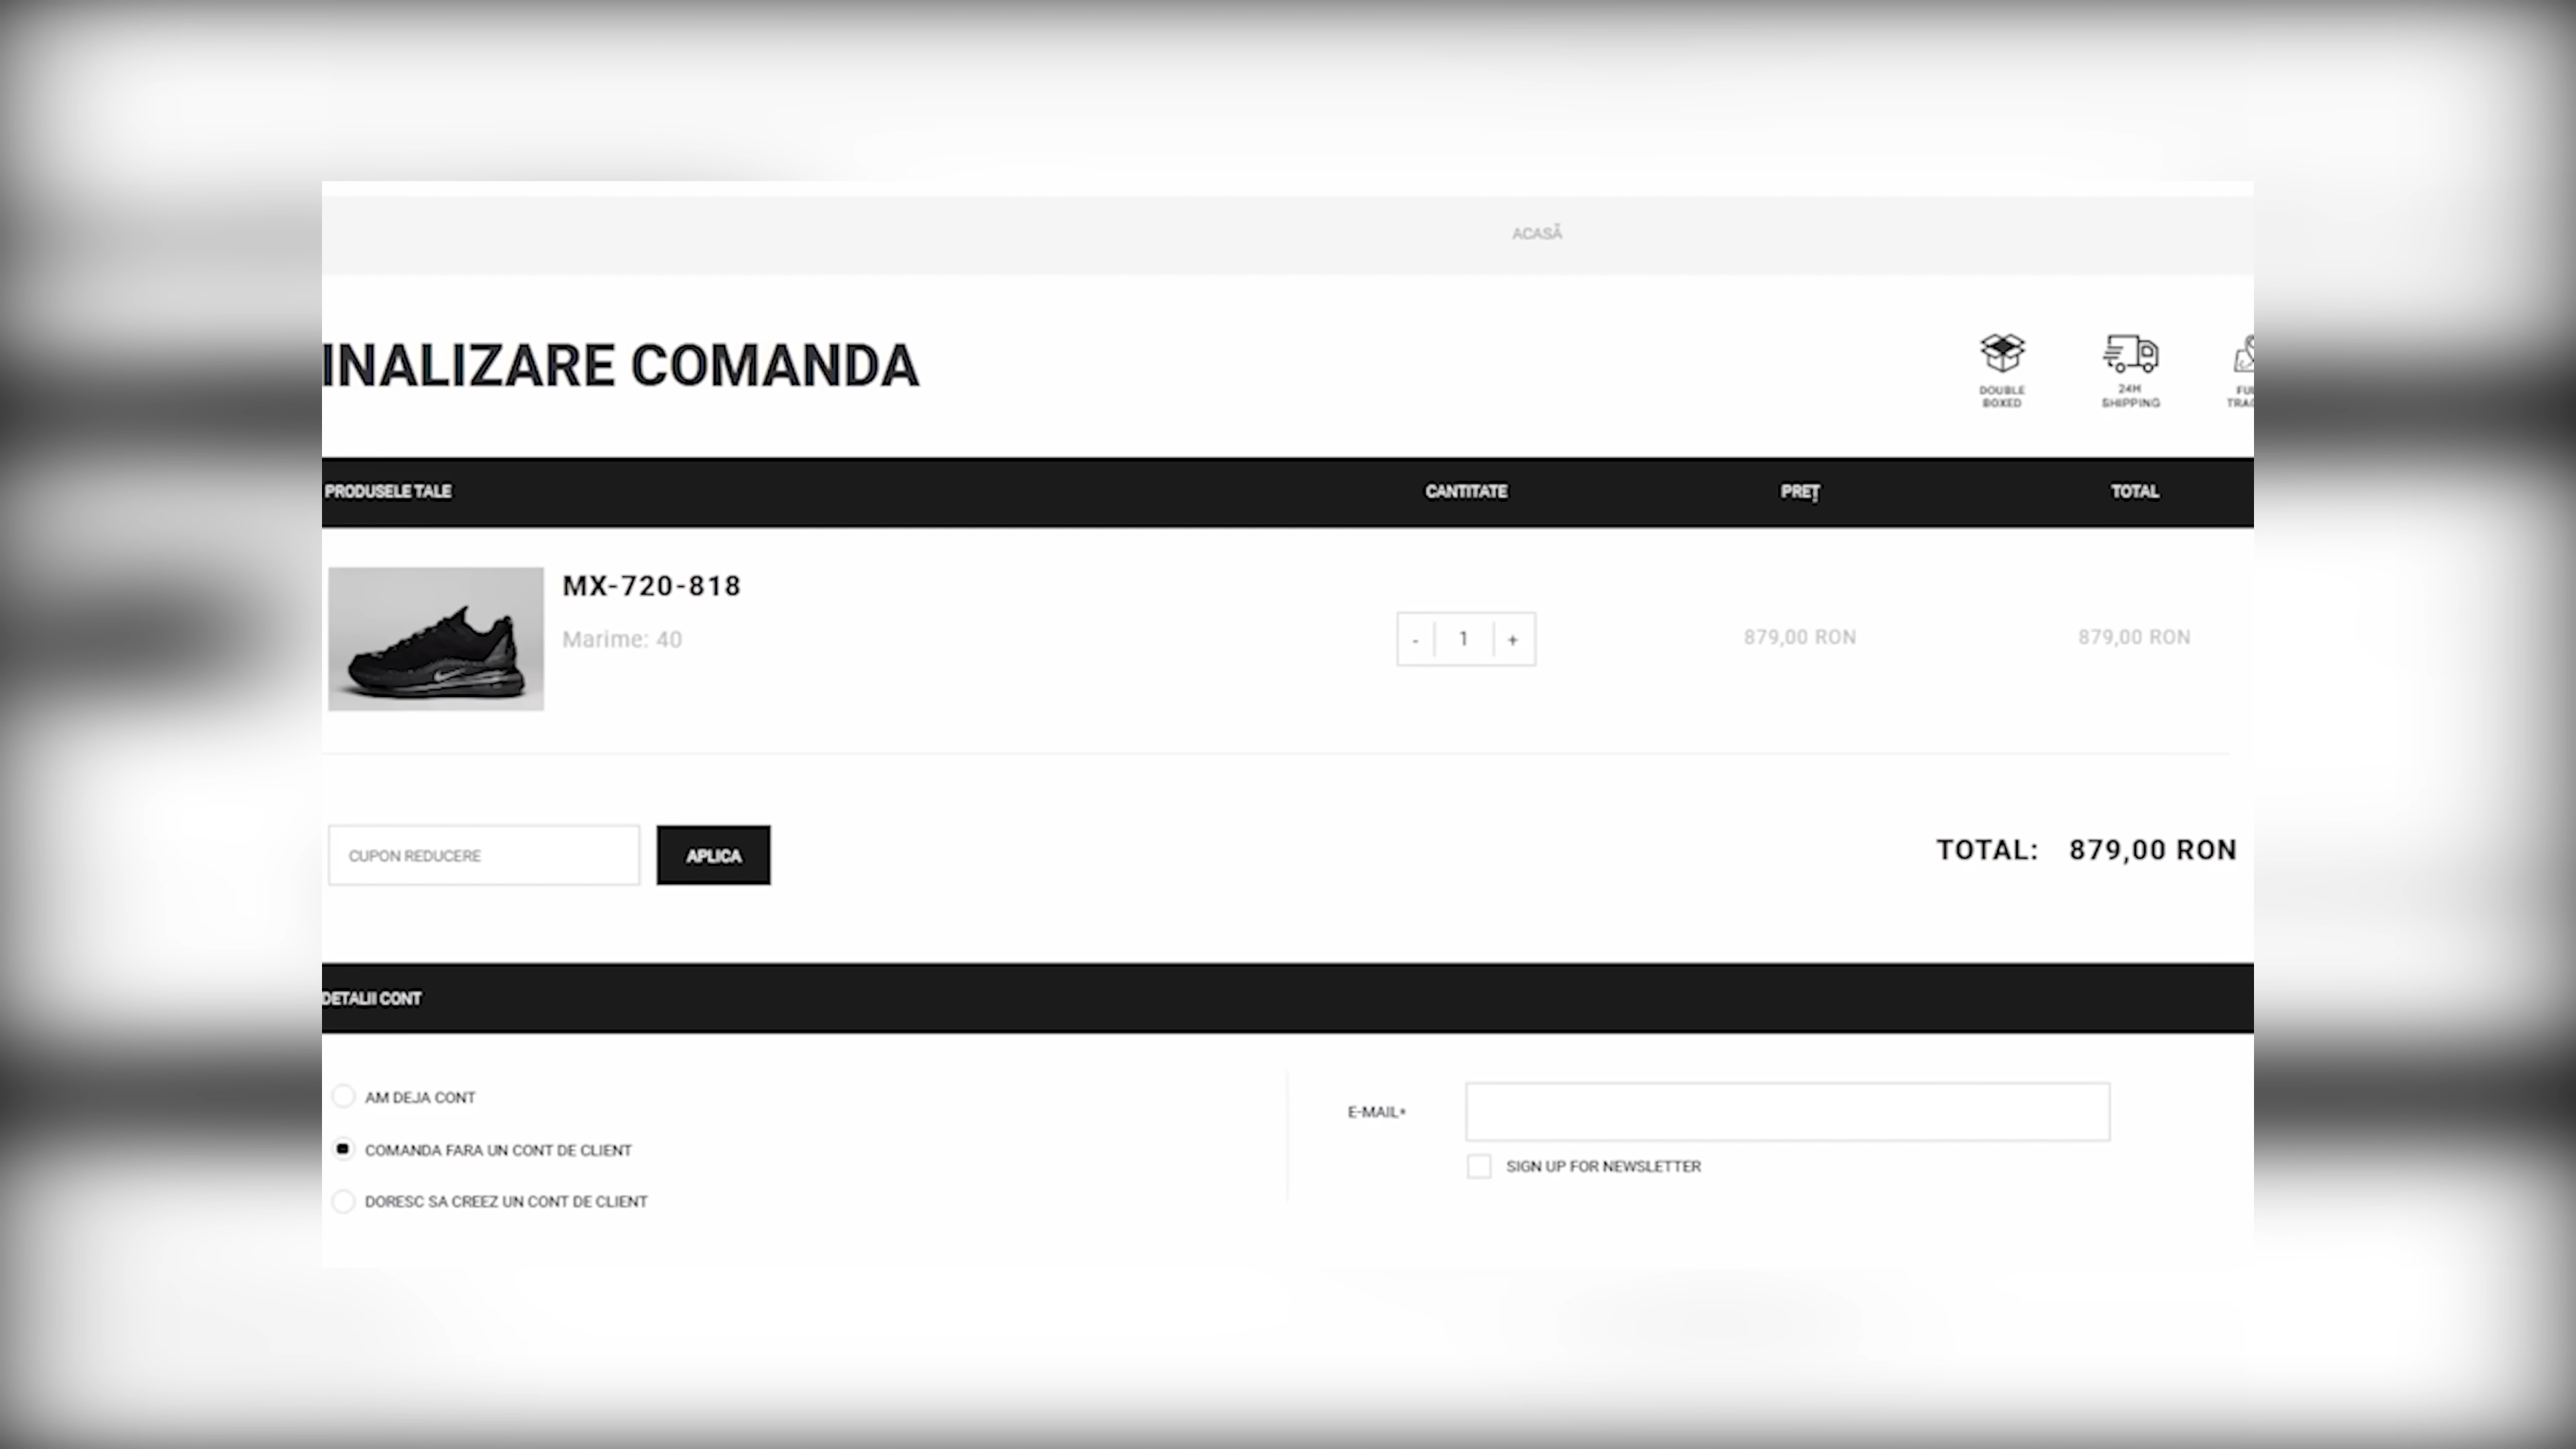 ACASĂ
INALIZARE COMANDA
DOUBLE
BOXED
24H
SHIPPING
PRODUSELE TALE CANTITATE PREȚ TOTAL
MX-720-818
Marime: 40
- 1 + 879,00 RON 879,00 RON
CUPON REDUCERE APLICA
TOTAL: 879,00 RON
DETALII CONT
AM DEJA CONT
COMANDA FARA UN CONT DE CLIENT
DORESC SA CREEZ UN CONT DE CLIENT
E-MAIL*
SIGN UP FOR NEWSLETTER